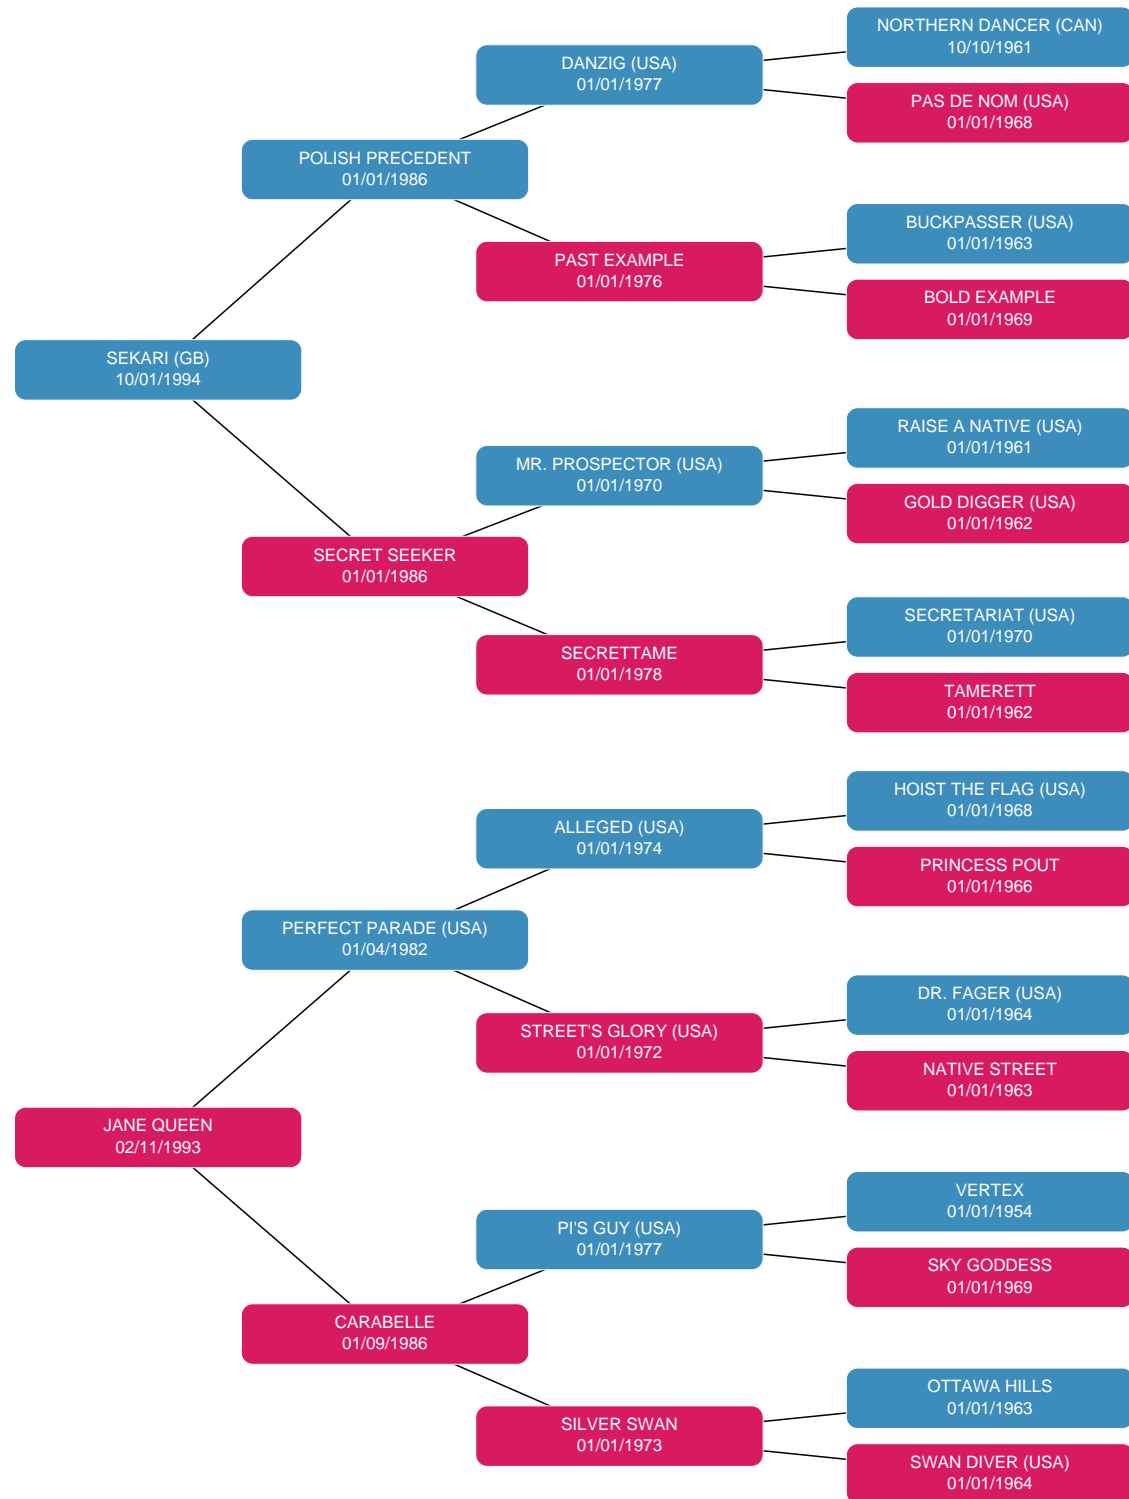 NORTHERN DANCER (CAN)
10/10/1961
DANZIG (USA)
01/01/1977
PAS DE NOM (USA)
01/01/1968
POLISH PRECEDENT
01/01/1986
BUCKPASSER (USA)
01/01/1963
PAST EXAMPLE
01/01/1976
BOLD EXAMPLE
01/01/1969
SEKARI (GB)
10/01/1994
RAISE A NATIVE (USA)
01/01/1961
MR. PROSPECTOR (USA)
01/01/1970
GOLD DIGGER (USA)
01/01/1962
SECRET SEEKER
01/01/1986
SECRETARIAT (USA)
01/01/1970
SECRETTAME
01/01/1978
TAMERETT
01/01/1962
HOIST THE FLAG (USA)
01/01/1968
ALLEGED (USA)
01/01/1974
PRINCESS POUT
01/01/1966
PERFECT PARADE (USA)
01/04/1982
DR. FAGER (USA)
01/01/1964
STREET'S GLORY (USA)
01/01/1972
NATIVE STREET
01/01/1963
JANE QUEEN
02/11/1993
VERTEX
01/01/1954
PI'S GUY (USA)
01/01/1977
SKY GODDESS
01/01/1969
CARABELLE
01/09/1986
OTTAWA HILLS
01/01/1963
SILVER SWAN
01/01/1973
SWAN DIVER (USA)
01/01/1964